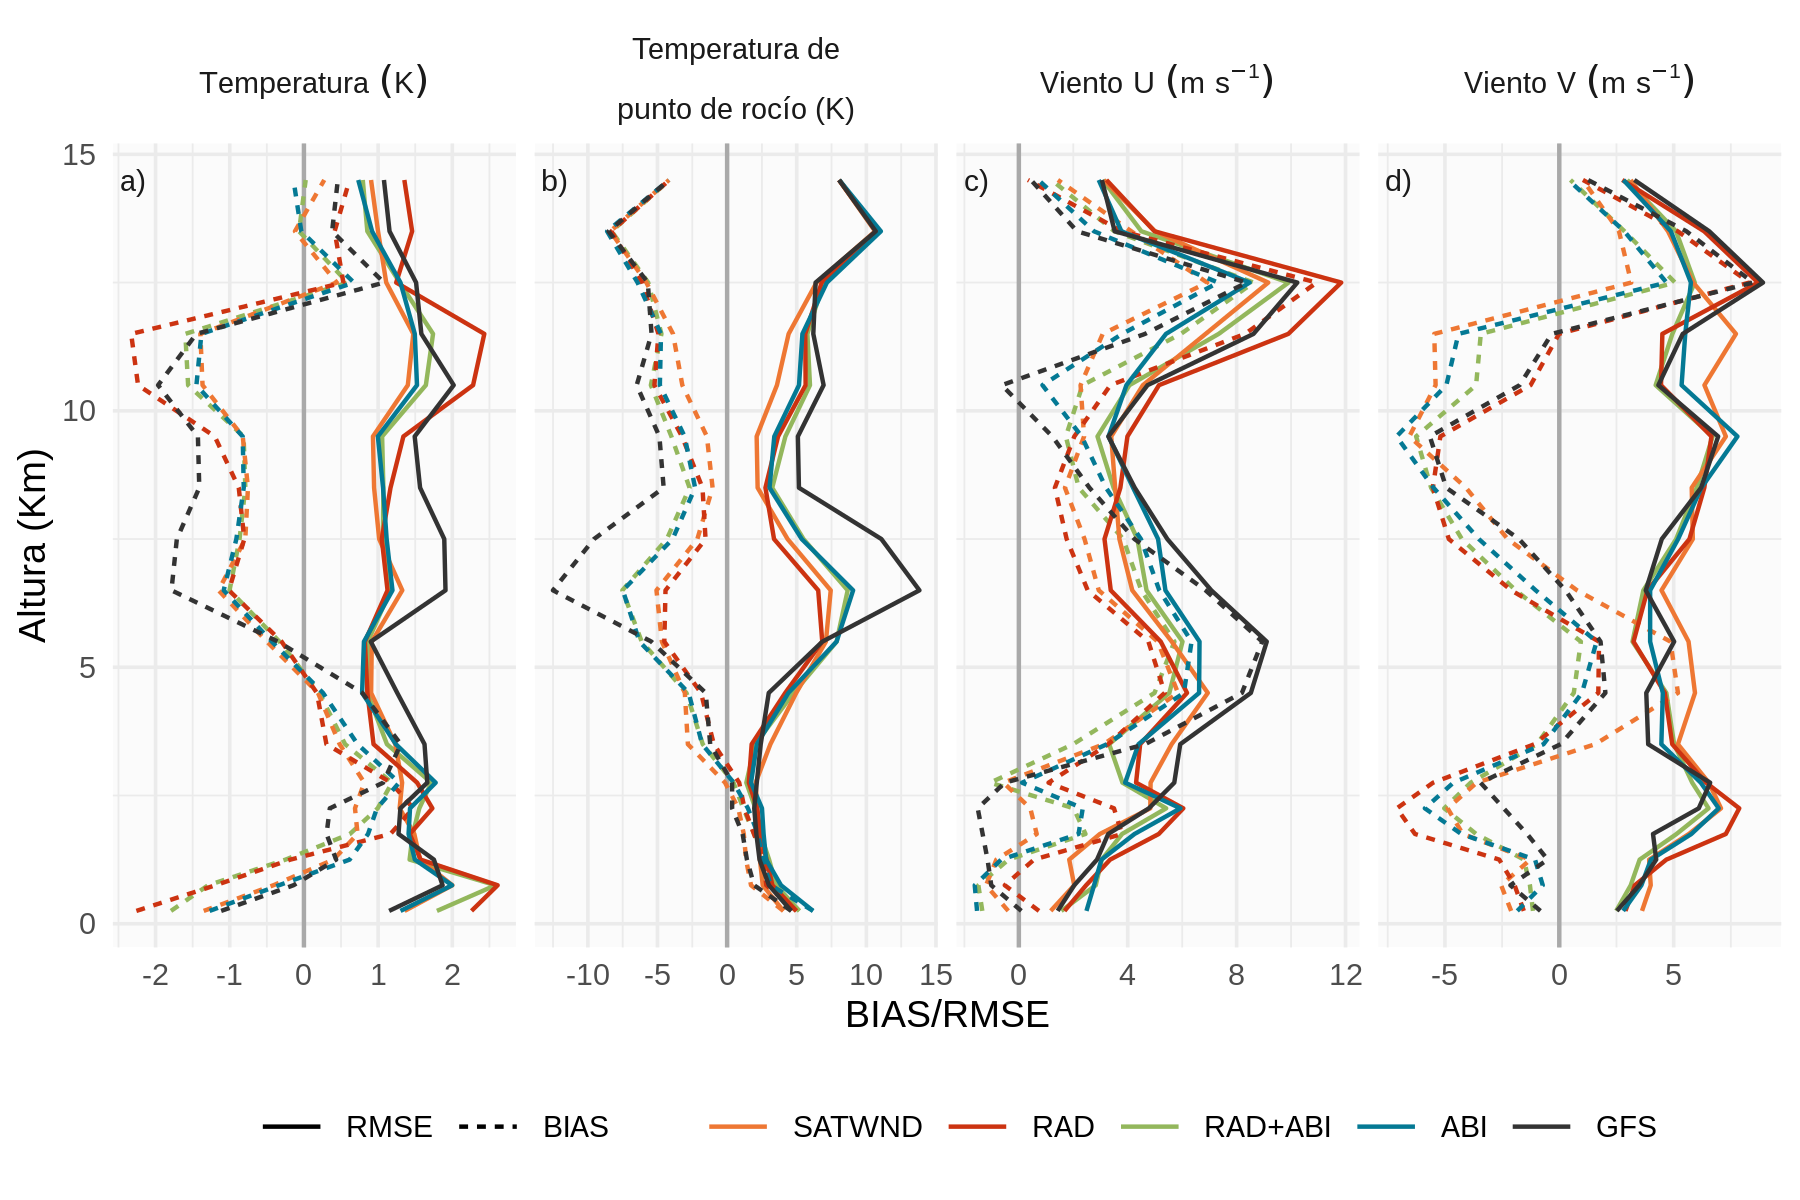 Temperatura (K)
Temperatura de
punto de rocío (K)
Viento U (m s⁻¹)
Viento V (m s⁻¹)
a)
b)
c)
d)
15
10
5
0
Altura (Km)
-2 -1 0 1 2
-10 -5 0 5 10 15
0 4 8 12
-5 0 5
BIAS/RMSE
RMSE BIAS SATWND RAD RAD+ABI ABI GFS